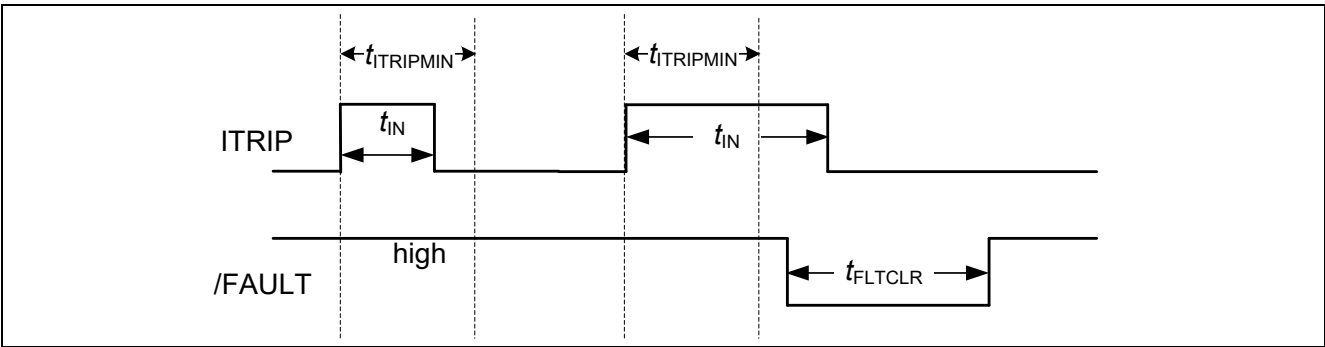 tITRIPMIN
tITRIPMIN
ITRIP
tIN
tIN
/FAULT
high
tFLTCLR